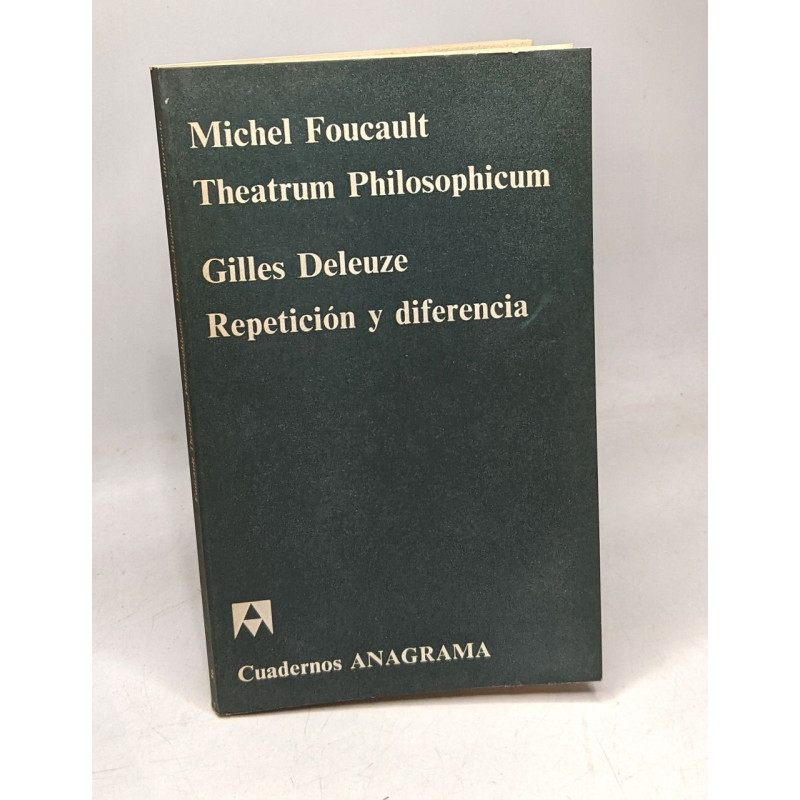 Michel Foucault
Theatrum Philosophicum
Gilles Deleuze
Repetición y diferencia
Cuadernos ANAGRAMA